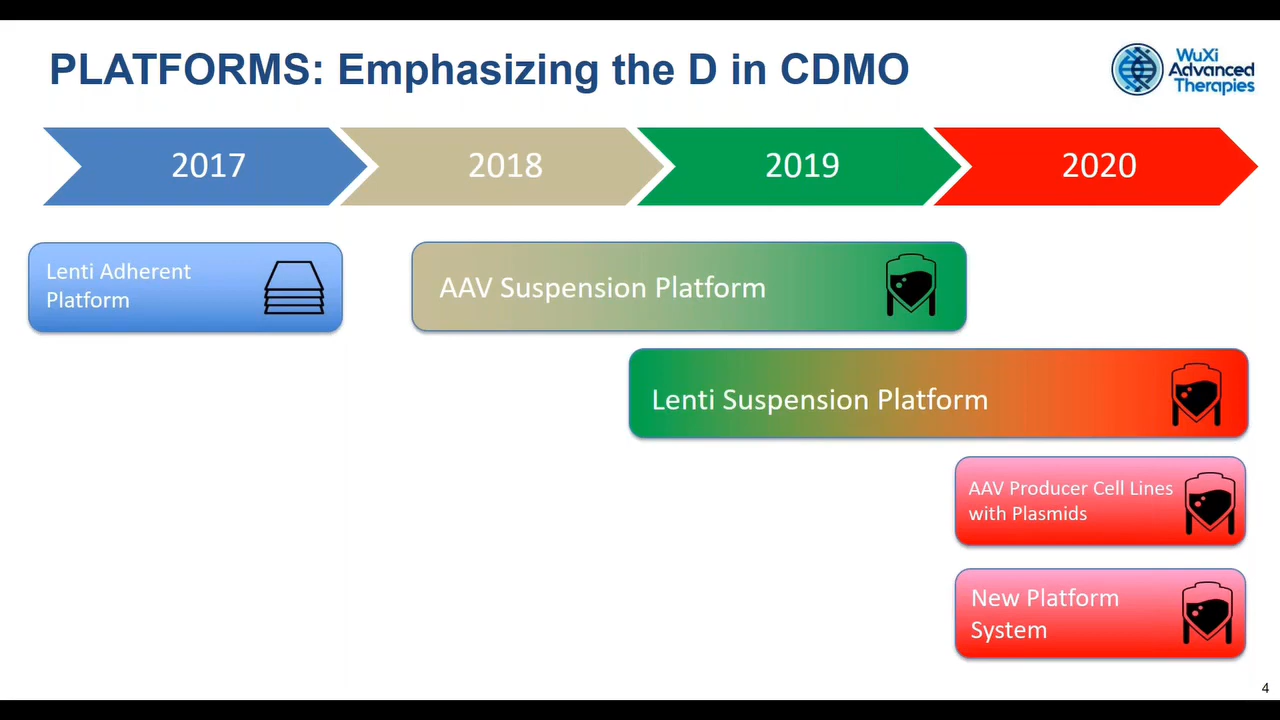 PLATFORMS: Emphasizing the D in CDMO
WuXi
Advanced
Therapies
2017
2018
2019
2020
Lenti Adherent
Platform
AAV Suspension Platform
Lenti Suspension Platform
AAV Producer Cell Lines
with Plasmids
New Platform
System
4